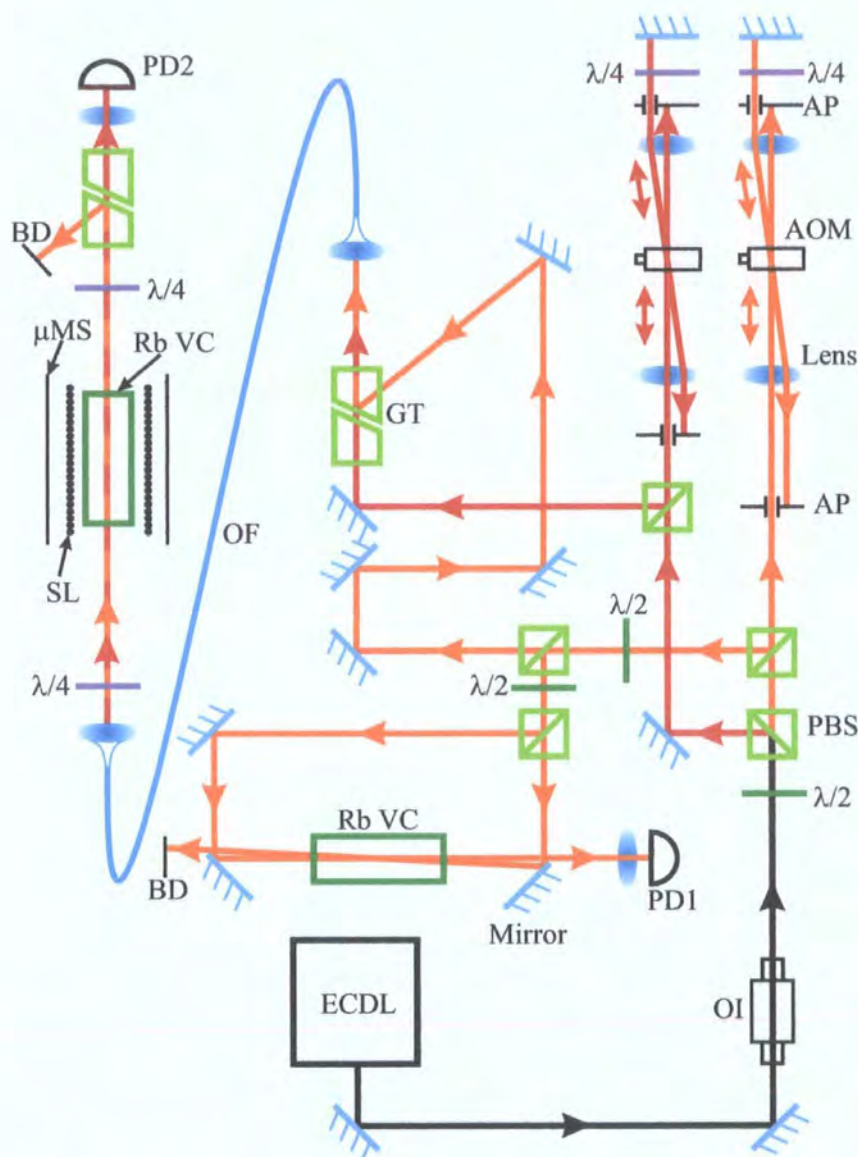 PD2
λ/4
λ/4
AP
BD
AOM
λ/4
μMS
Rb VC
Lens
GT
AP
OF
SL
λ/2
λ/4
λ/2
PBS
λ/2
Rb VC
BD
PD1
Mirror
ECDL
OI